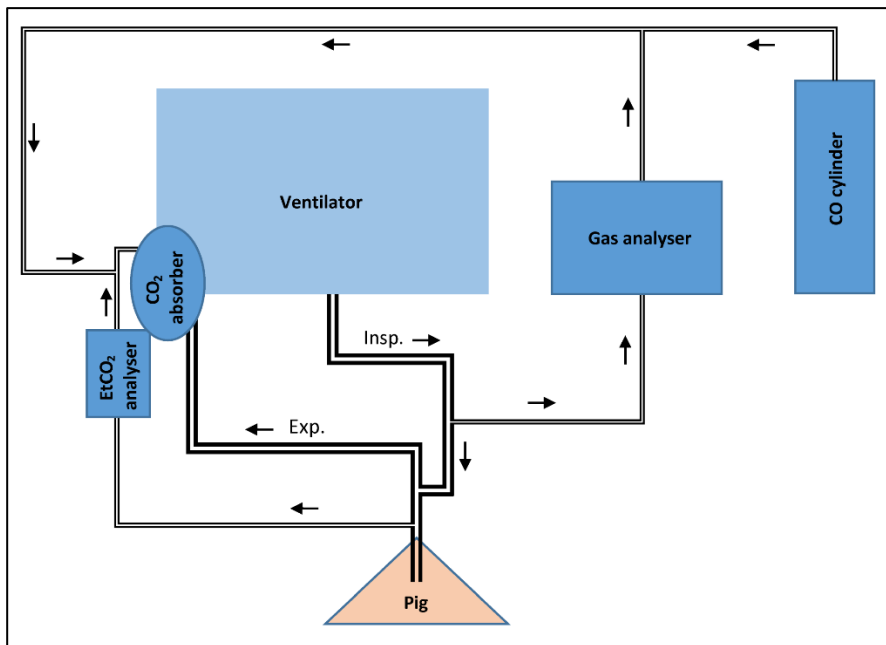 Ventilator
Gas analyser
CO cylinder
CO₂
absorber
EtCO₂
analyser
Insp.
Exp.
Pig